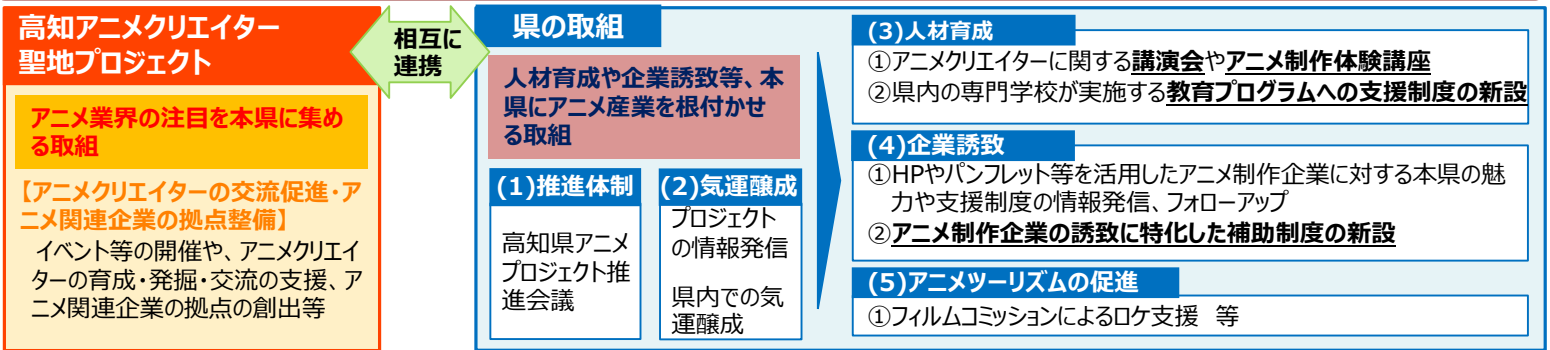 高知アニメクリエイター
聖地プロジェクト
アニメ業界の注目を本県に集め
る取組
【アニメクリエイターの交流促進・ア
ニメ関連企業の拠点整備】
イベント等の開催や、アニメクリエイ
ターの育成・発掘・交流の支援、ア
ニメ関連企業の拠点の創出等
相互に
連携
県の取組
人材育成や企業誘致等、本
県にアニメ産業を根付かせ
る取組
(1)推進体制
高知県アニメ
プロジェクト推
進会議
(2)気運醸成
プロジェクト
の情報発信
県内での気
運醸成
(3)人材育成
①アニメクリエイターに関する講演会やアニメ制作体験講座
②県内の専門学校が実施する教育プログラムへの支援制度の新設
(4)企業誘致
①HPやパンフレット等を活用したアニメ制作企業に対する本県の魅
力や支援制度の情報発信、フォローアップ
②アニメ制作企業の誘致に特化した補助制度の新設
(5)アニメツーリズムの促進
①フィルムコミッションによるロケ支援　等